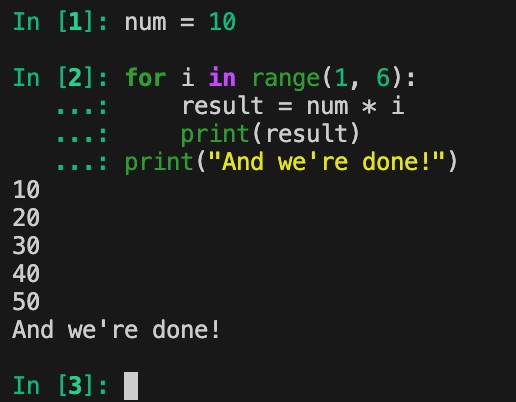 In [1]: num = 10
In [2]: for i in range(1, 6):
   ...:     result = num * i
   ...:     print(result)
   ...: print("And we're done!")
10
20
30
40
50
And we're done!
In [3]: